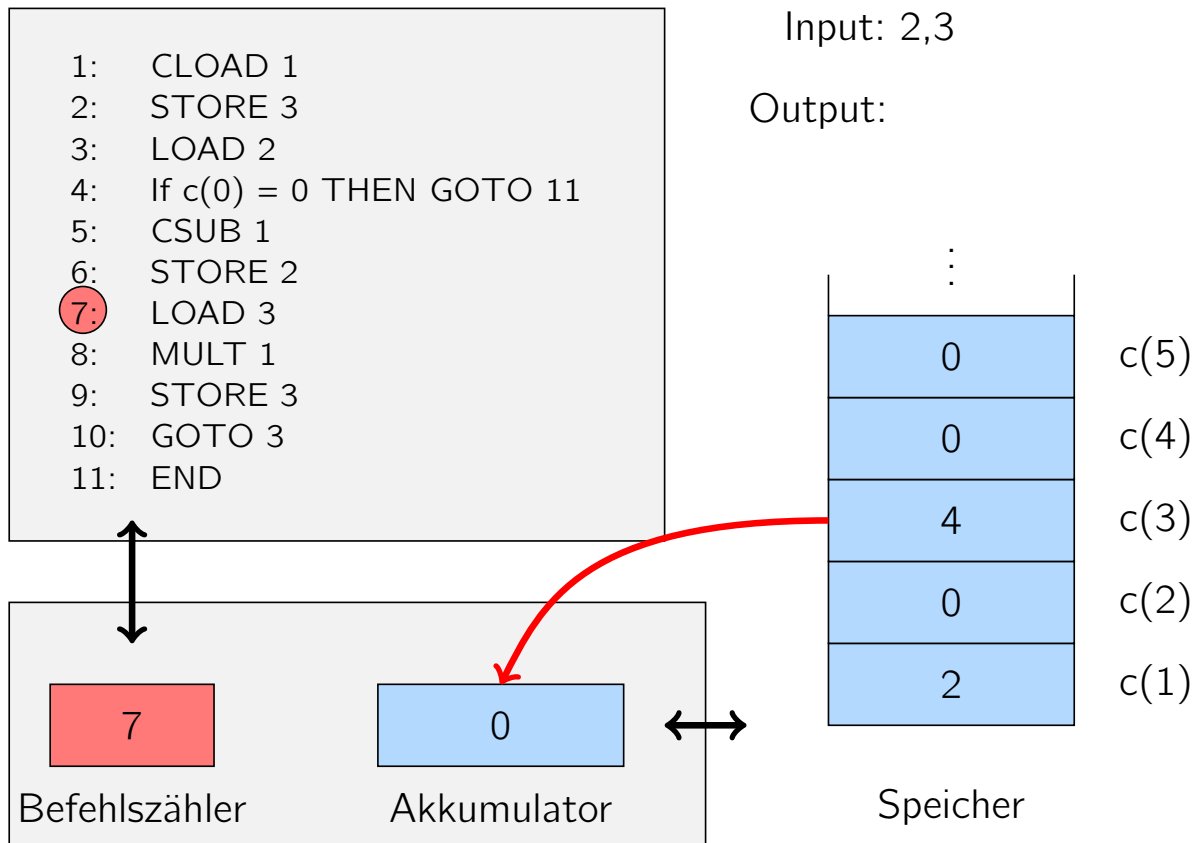 1: CLOAD 1
2: STORE 3
3: LOAD 2
4: If c(0) = 0 THEN GOTO 11
5: CSUB 1
6: STORE 2
7: LOAD 3
8: MULT 1
9: STORE 3
10: GOTO 3
11: END
Input: 2,3
Output:
⋮
0 c(5)
0 c(4)
4 c(3)
0 c(2)
2 c(1)
Speicher
7
Befehlszähler
0
Akkumulator